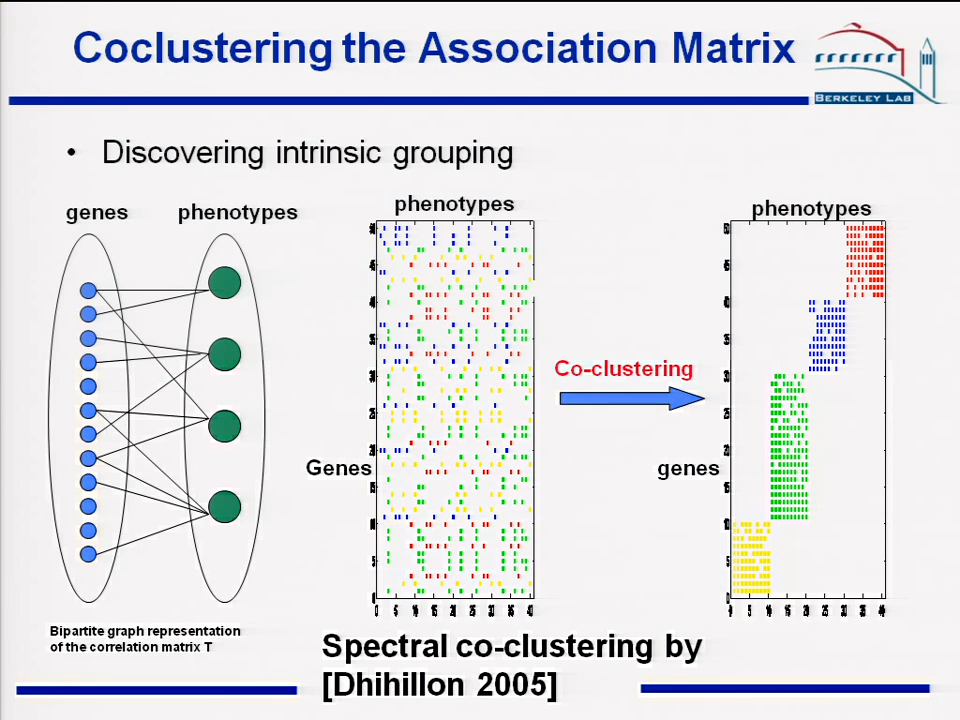 Coclustering the Association Matrix
BERKELEY LAB
• Discovering intrinsic grouping
genes phenotypes
phenotypes
phenotypes
Co-clustering
Genes
genes
Bipartite graph representation
of the correlation matrix T
Spectral co-clustering by
[Dhihillon 2005]